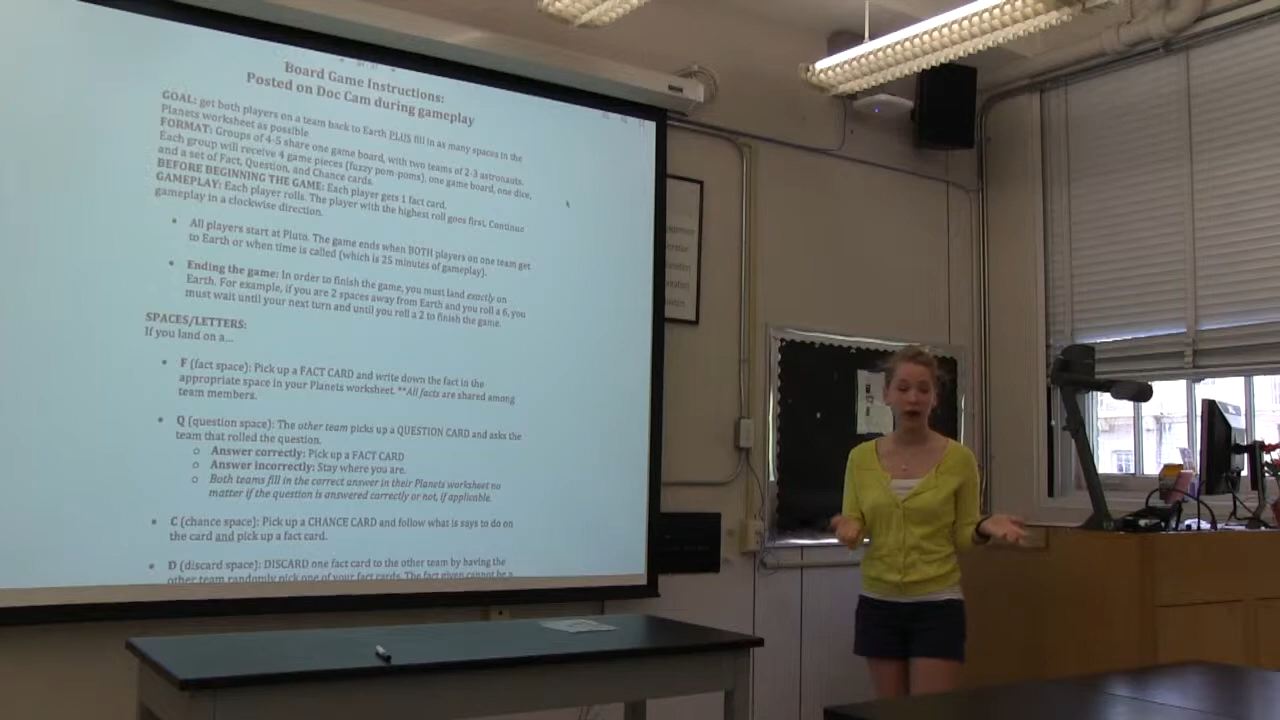 Board Game Instructions:
Posted on Doc Cam during gameplay
GOAL: get both players on a team back to Earth PLUS fill in as many spaces in the
Planets worksheet as possible
FORMAT: Groups of 4-5 share one game board, with two teams of 2-3 astronauts.
Each group will receive 4 game pieces (fuzzy pom-poms), one game board, one dice,
and a set of Fact, Question, and Chance cards.
BEFORE BEGINNING THE GAME: Each player gets 1 fact card.
GAMEPLAY: Each player rolls. The player with the highest roll goes first. Continue
gameplay in a clockwise direction.
• All players start at Pluto. The game ends when BOTH players on one team get
to Earth or when time is called (which is 25 minutes of gameplay).
• Ending the game: In order to finish the game, you must land exactly on
Earth. For example, if you are 2 spaces away from Earth and you roll a 6, you
must wait until your next turn and until you roll a 2 to finish the game.
SPACES/LETTERS:
If you land on a...
• F (fact space): Pick up a FACT CARD and write down the fact in the
appropriate space in your Planets worksheet. **All facts are shared among
team members.
• Q (question space): The other team picks up a QUESTION CARD and asks the
team that rolled the question.
o Answer correctly: Pick up a FACT CARD
o Answer incorrectly: Stay where you are.
o Both teams fill in the correct answer in their Planets worksheet no
matter if the question is answered correctly or not, if applicable.
• C (chance space): Pick up a CHANCE CARD and follow what is says to do on
the card and pick up a fact card.
• D (discard space): DISCARD one fact card to the other team by having the
other team randomly pick one of your fact cards. The fact given cannot be a